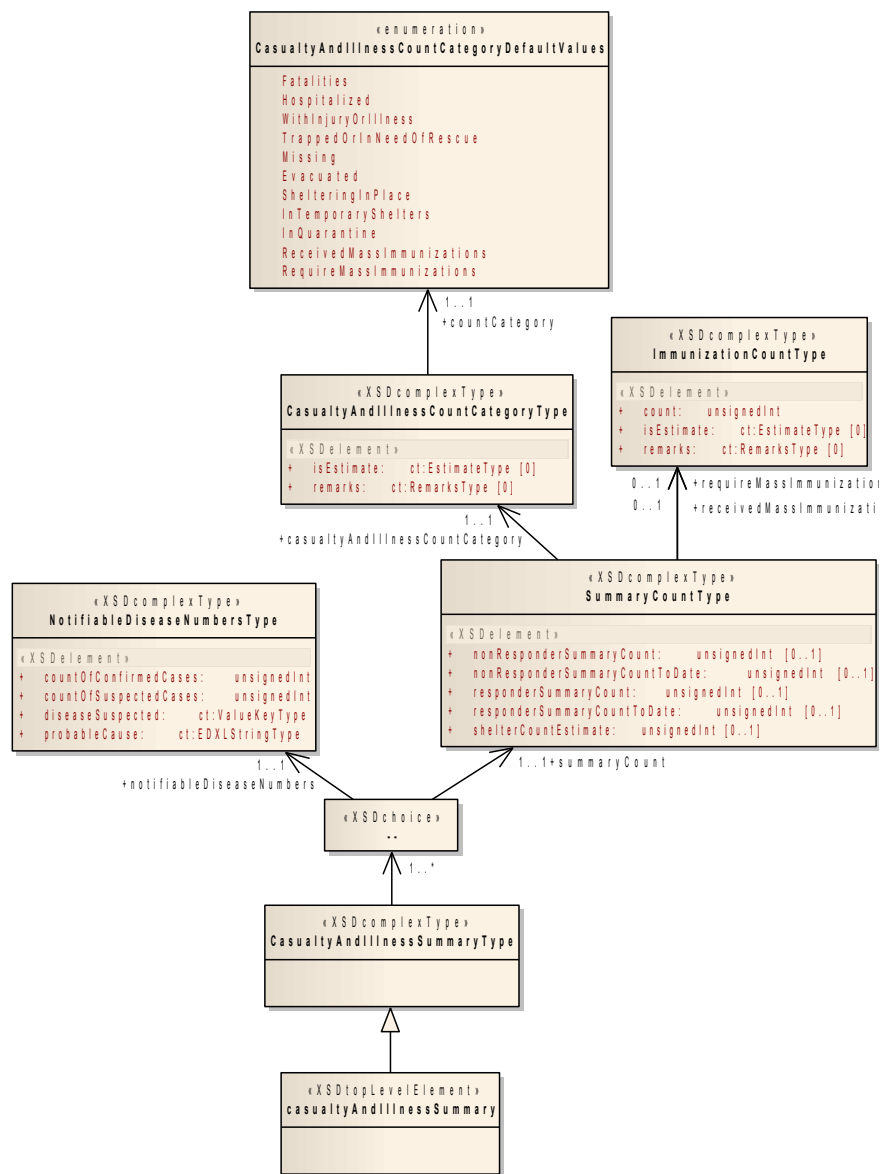 «enumeration»
CasualtyAndIllnessCountCategoryDefaultValues
Fatalities
Hospitalized
WithInjuryOrIllness
TrappedOrInNeedOfRescue
Missing
Evacuated
ShelteringInPlace
InTemporaryShelters
InQuarantine
ReceivedMassImmunizations
RequireMassImmunizations
1..1
+countCategory
«XSDcomplexType»
ImmunizationCountType
«XSDelement»
+ count: unsignedInt
+ isEstimate: ct:EstimateType [0]
+ remarks: ct:RemarksType [0]
«XSDcomplexType»
CasualtyAndIllnessCountCategoryType
«XSDelement»
+ isEstimate: ct:EstimateType [0]
+ remarks: ct:RemarksType [0]
0..1 +requireMassImmunization
0..1 +receivedMassImmunizati
1..1
+casualtyAndIllnessCountCategory
«XSDcomplexType»
SummaryCountType
«XSDelement»
+ nonResponderSummaryCount: unsignedInt [0..1]
+ nonResponderSummaryCountToDate: unsignedInt [0..1]
+ responderSummaryCount: unsignedInt [0..1]
+ responderSummaryCountToDate: unsignedInt [0..1]
+ shelterCountEstimate: unsignedInt [0..1]
«XSDcomplexType»
NotifiableDiseaseNumbersType
«XSDelement»
+ countOfConfirmedCases: unsignedInt
+ countOfSuspectedCases: unsignedInt
+ diseaseSuspected: ct:ValueKeyType
+ probableCause: ct:EDXLStringType
1..1
+notifiableDiseaseNumbers
1..1 +summaryCount
«XSDchoice»
--
1..*
«XSDcomplexType»
CasualtyAndIllnessSummaryType
«XSDtopLevelElement»
casualtyAndIllnessSummary